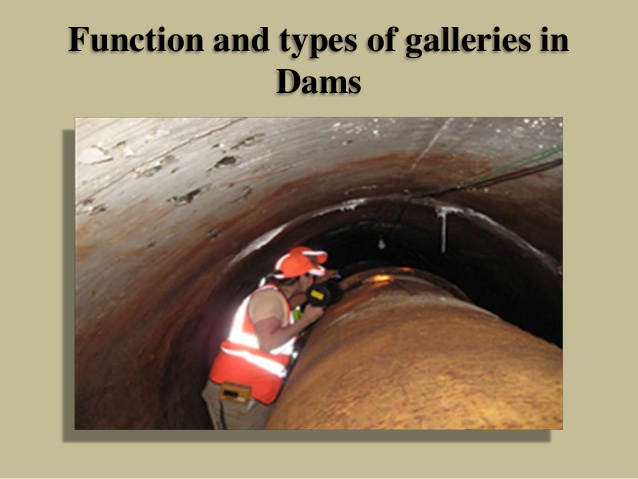 Function and types of galleries in
Dams